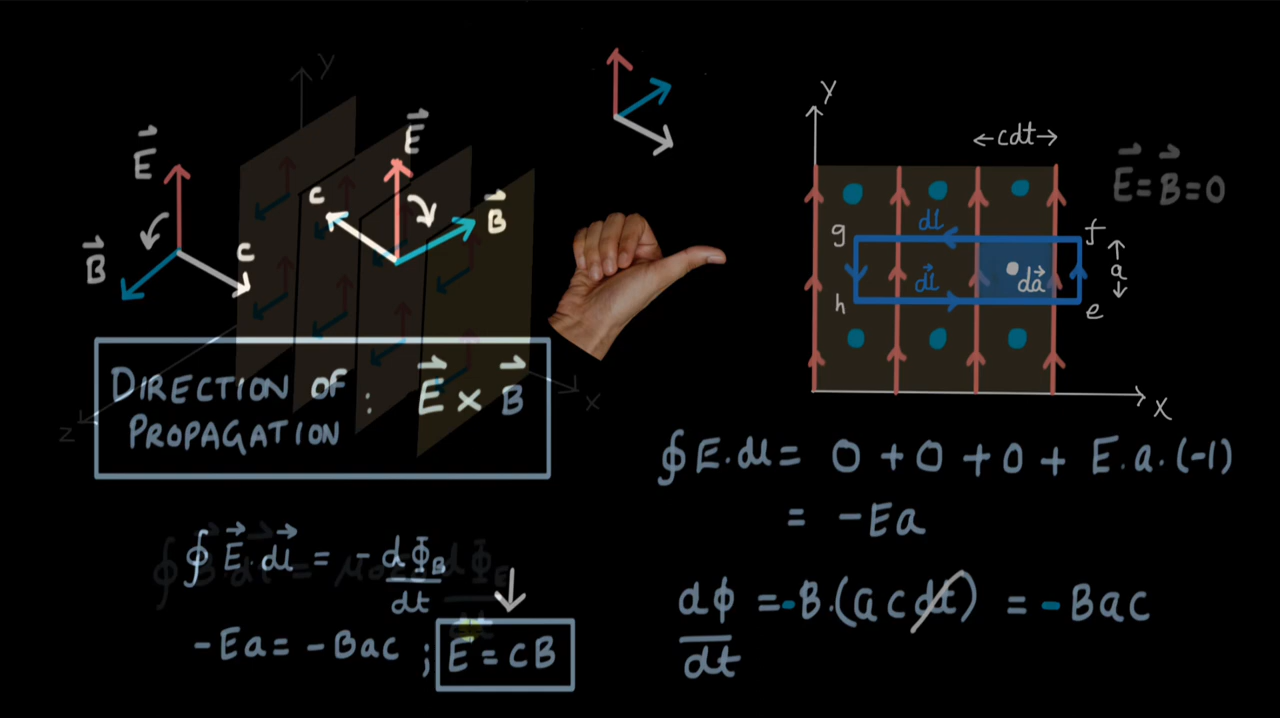 y
E⃗
B⃗
c
E⃗
c
B⃗
x
z
DIRECTION OF
PROPAGATION : E⃗ × B⃗
∮ E⃗.dl⃗ = - dΦ_B/dt
-Ea = -Bac ; E = cB
y
←cdt→
E⃗ = B⃗ = 0
g
dl
f
a
h
dl⃗
da⃗
e
x
∮ E.dl = 0 + 0 + 0 + E.a.(-1)
= -Ea
dϕ/dt = -B.(acdt) = -Bac